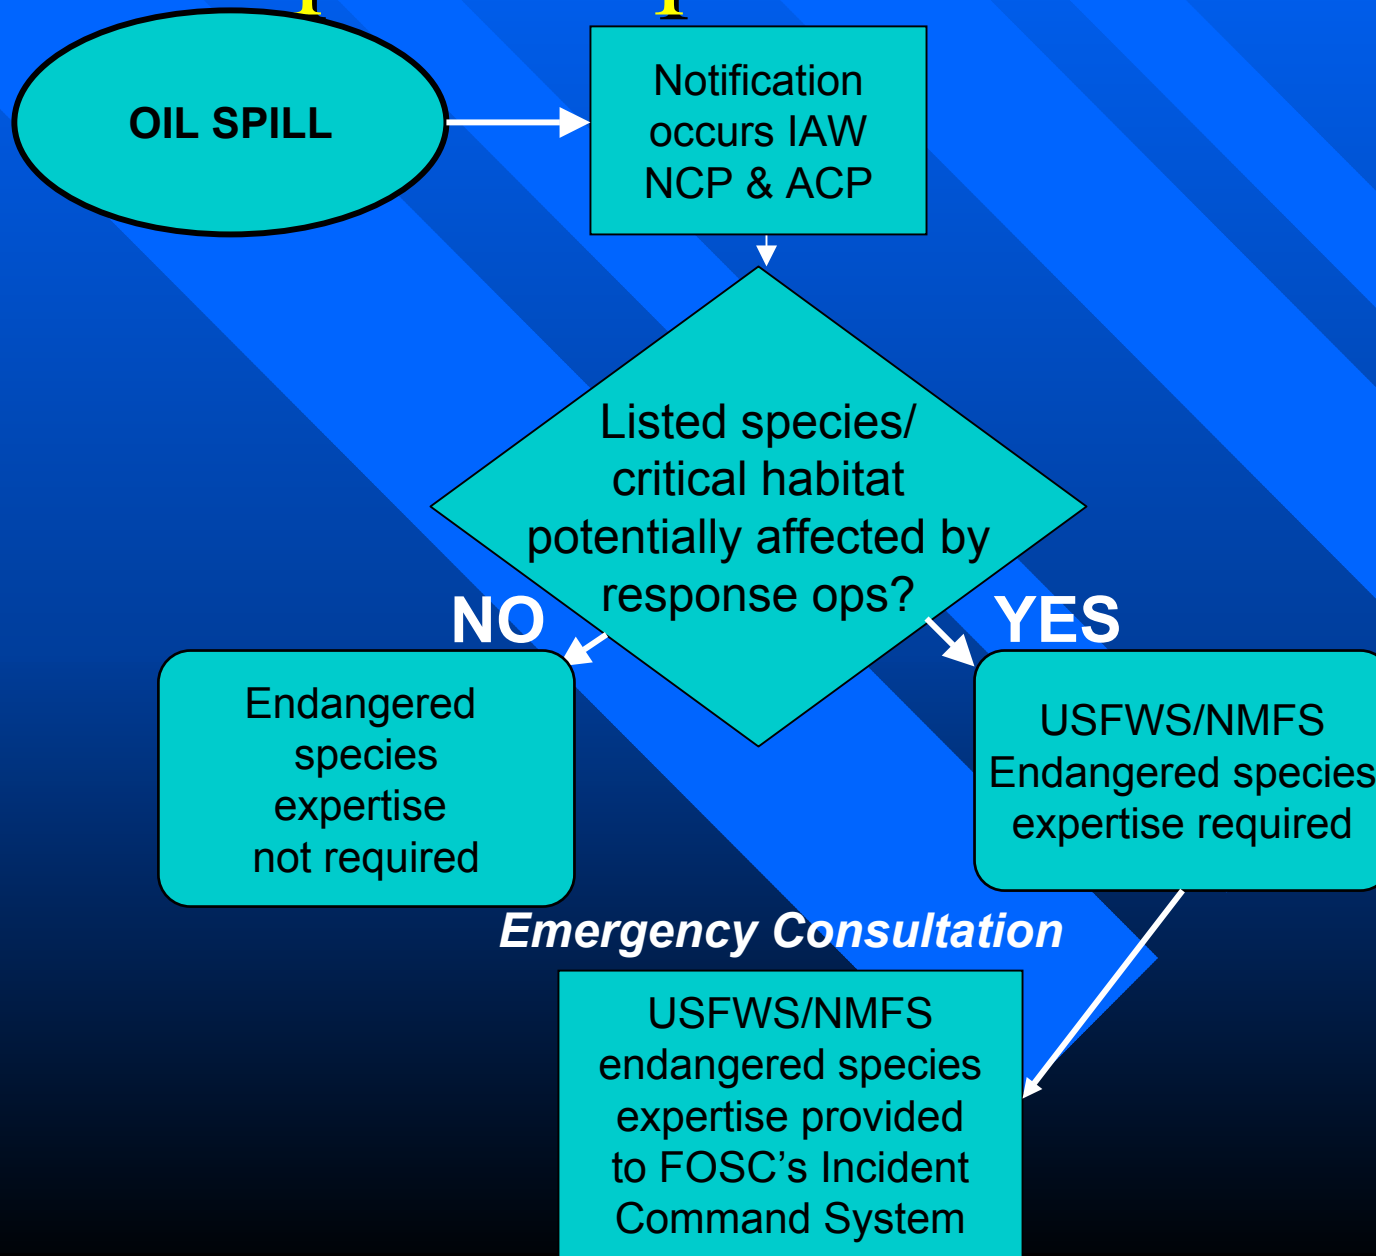 OIL SPILL
Notification
occurs IAW
NCP & ACP
Listed species/
critical habitat
potentially affected by
response ops?
NO
YES
Endangered
species
expertise
not required
USFWS/NMFS
Endangered species
expertise required
Emergency Consultation
USFWS/NMFS
endangered species
expertise provided
to FOSC’s Incident
Command System